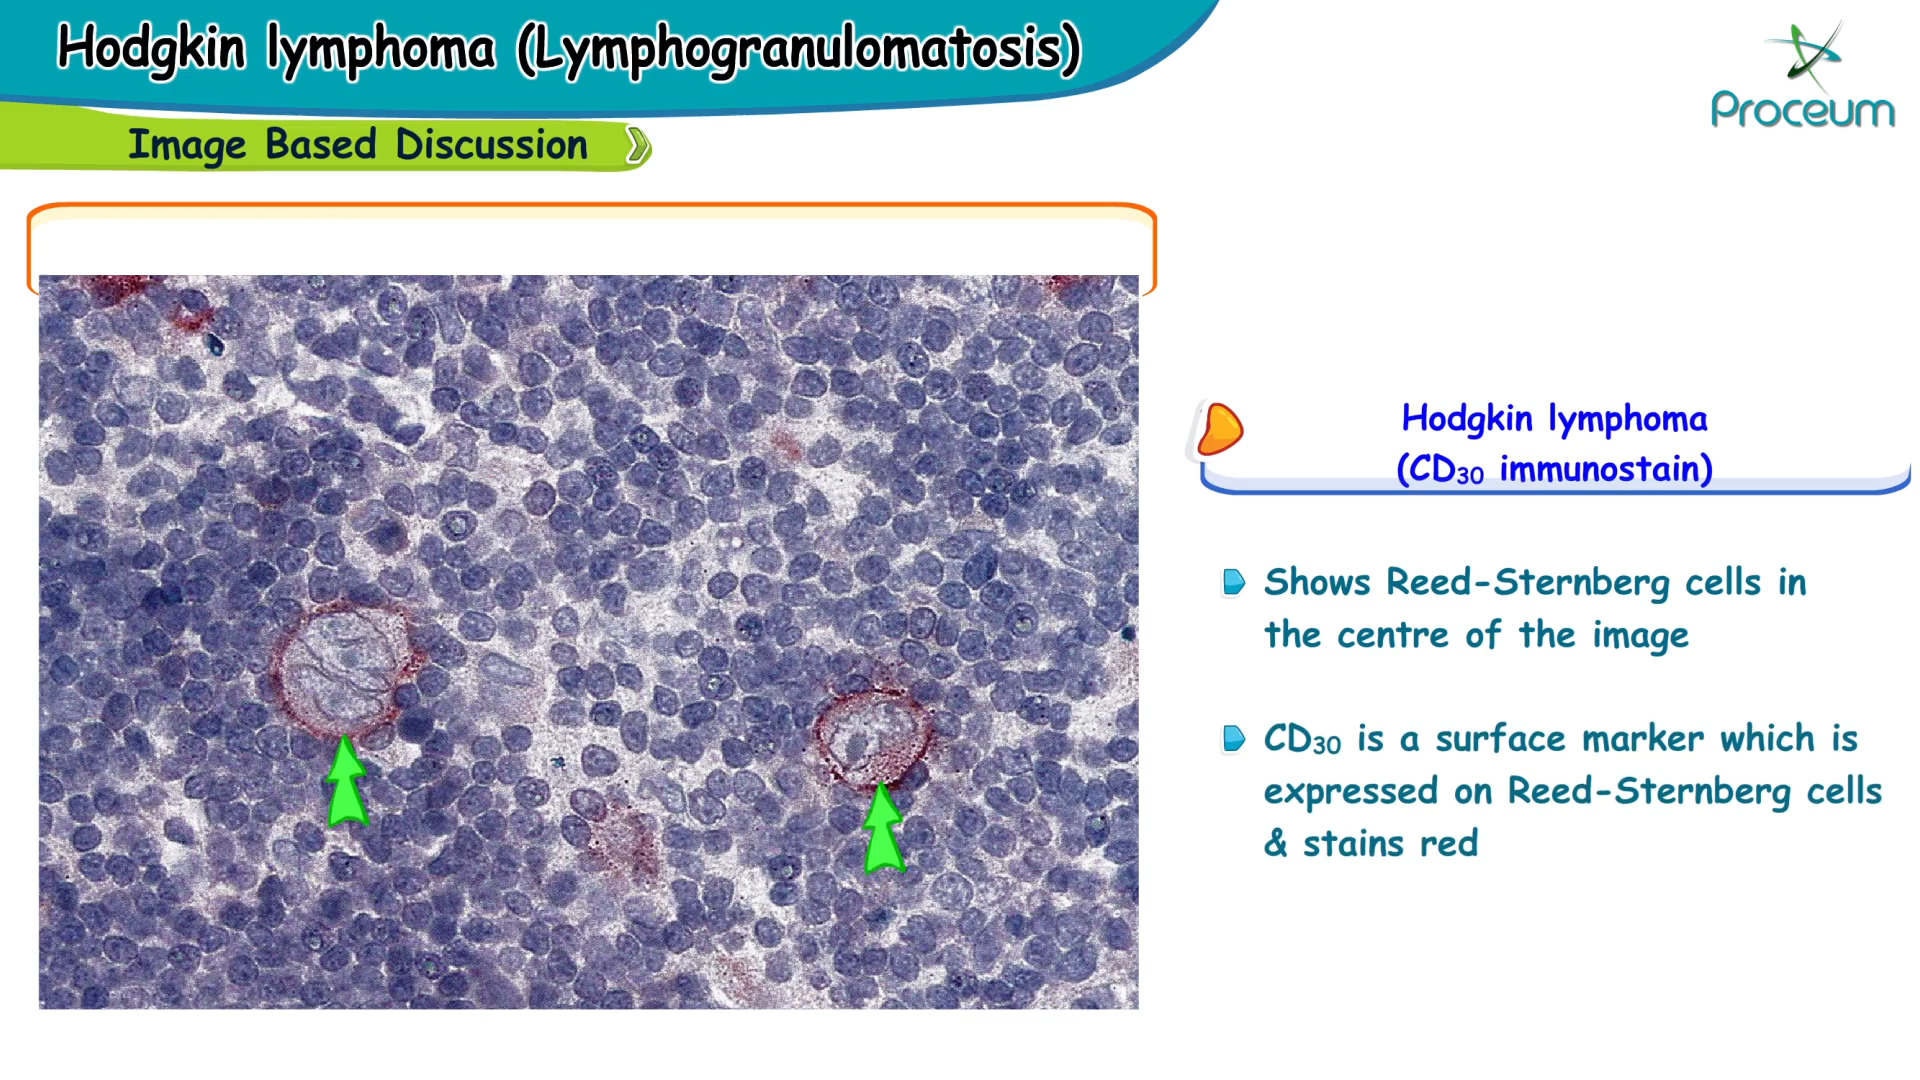 Hodgkin lymphoma (Lymphogranulomatosis)
Proceum
Image Based Discussion
Hodgkin lymphoma
(CD₃₀ immunostain)
Shows Reed-Sternberg cells in
the centre of the image
CD₃₀ is a surface marker which is
expressed on Reed-Sternberg cells
& stains red